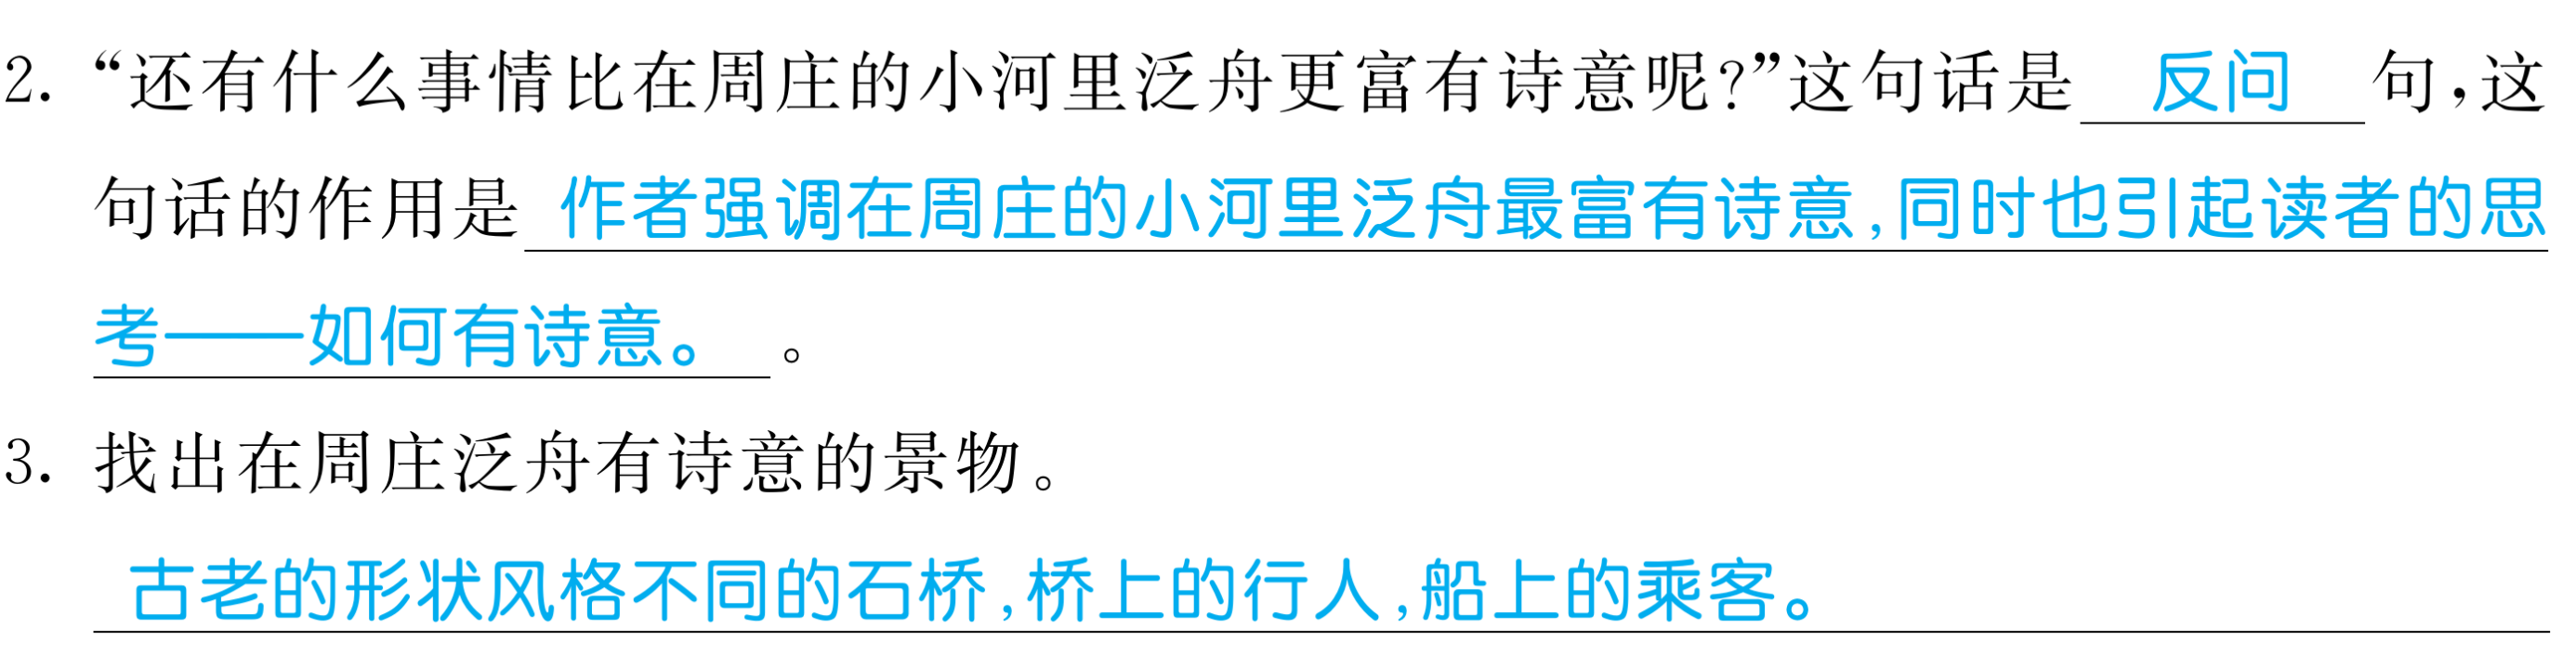 2. “还有什么事情比在周庄的小河里泛舟更富有诗意呢?”这句话是 反问 句,这
句话的作用是 作者强调在周庄的小河里泛舟最富有诗意,同时也引起读者的思
考——如何有诗意。 。
3. 找出在周庄泛舟有诗意的景物。
古老的形状风格不同的石桥,桥上的行人,船上的乘客。